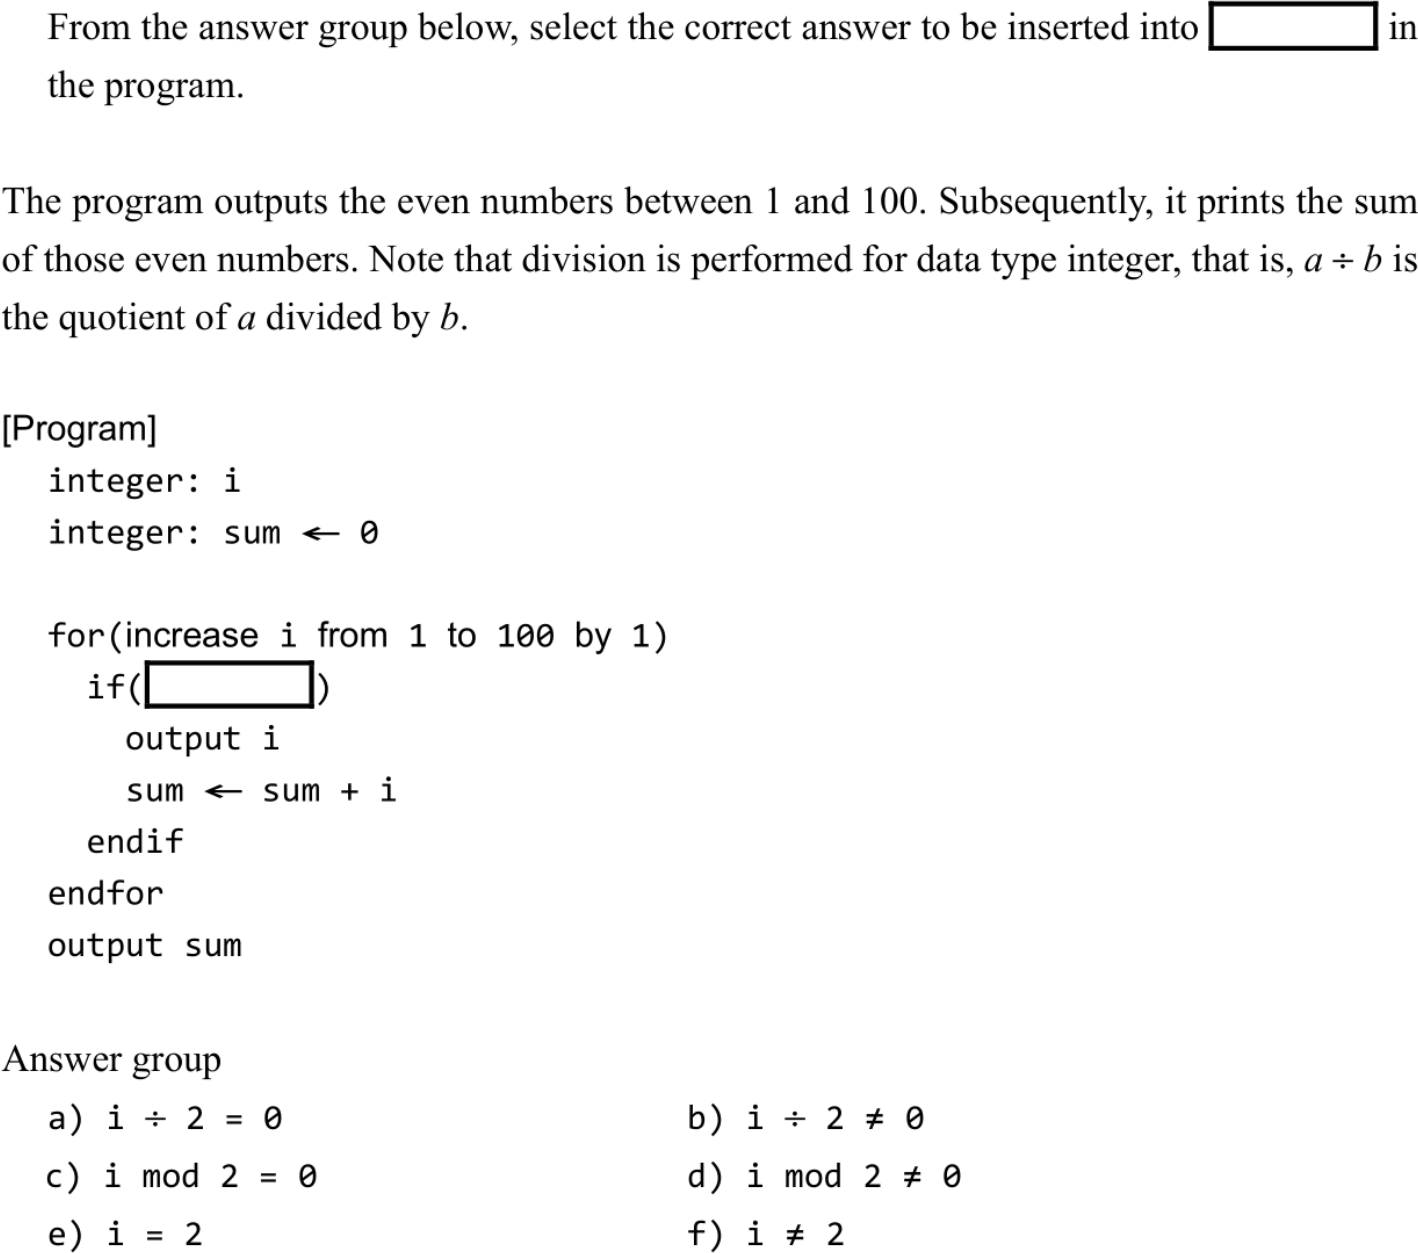 From the answer group below, select the correct answer to be inserted into in
the program.
The program outputs the even numbers between 1 and 100. Subsequently, it prints the sum
of those even numbers. Note that division is performed for data type integer, that is, a ÷ b is
the quotient of a divided by b.
[Program]
integer: i
integer: sum ← 0
for(increase i from 1 to 100 by 1)
if( )
output i
sum ← sum + i
endif
endfor
output sum
Answer group
a) i ÷ 2 = 0 b) i ÷ 2 ≠ 0
c) i mod 2 = 0 d) i mod 2 ≠ 0
e) i = 2 f) i ≠ 2